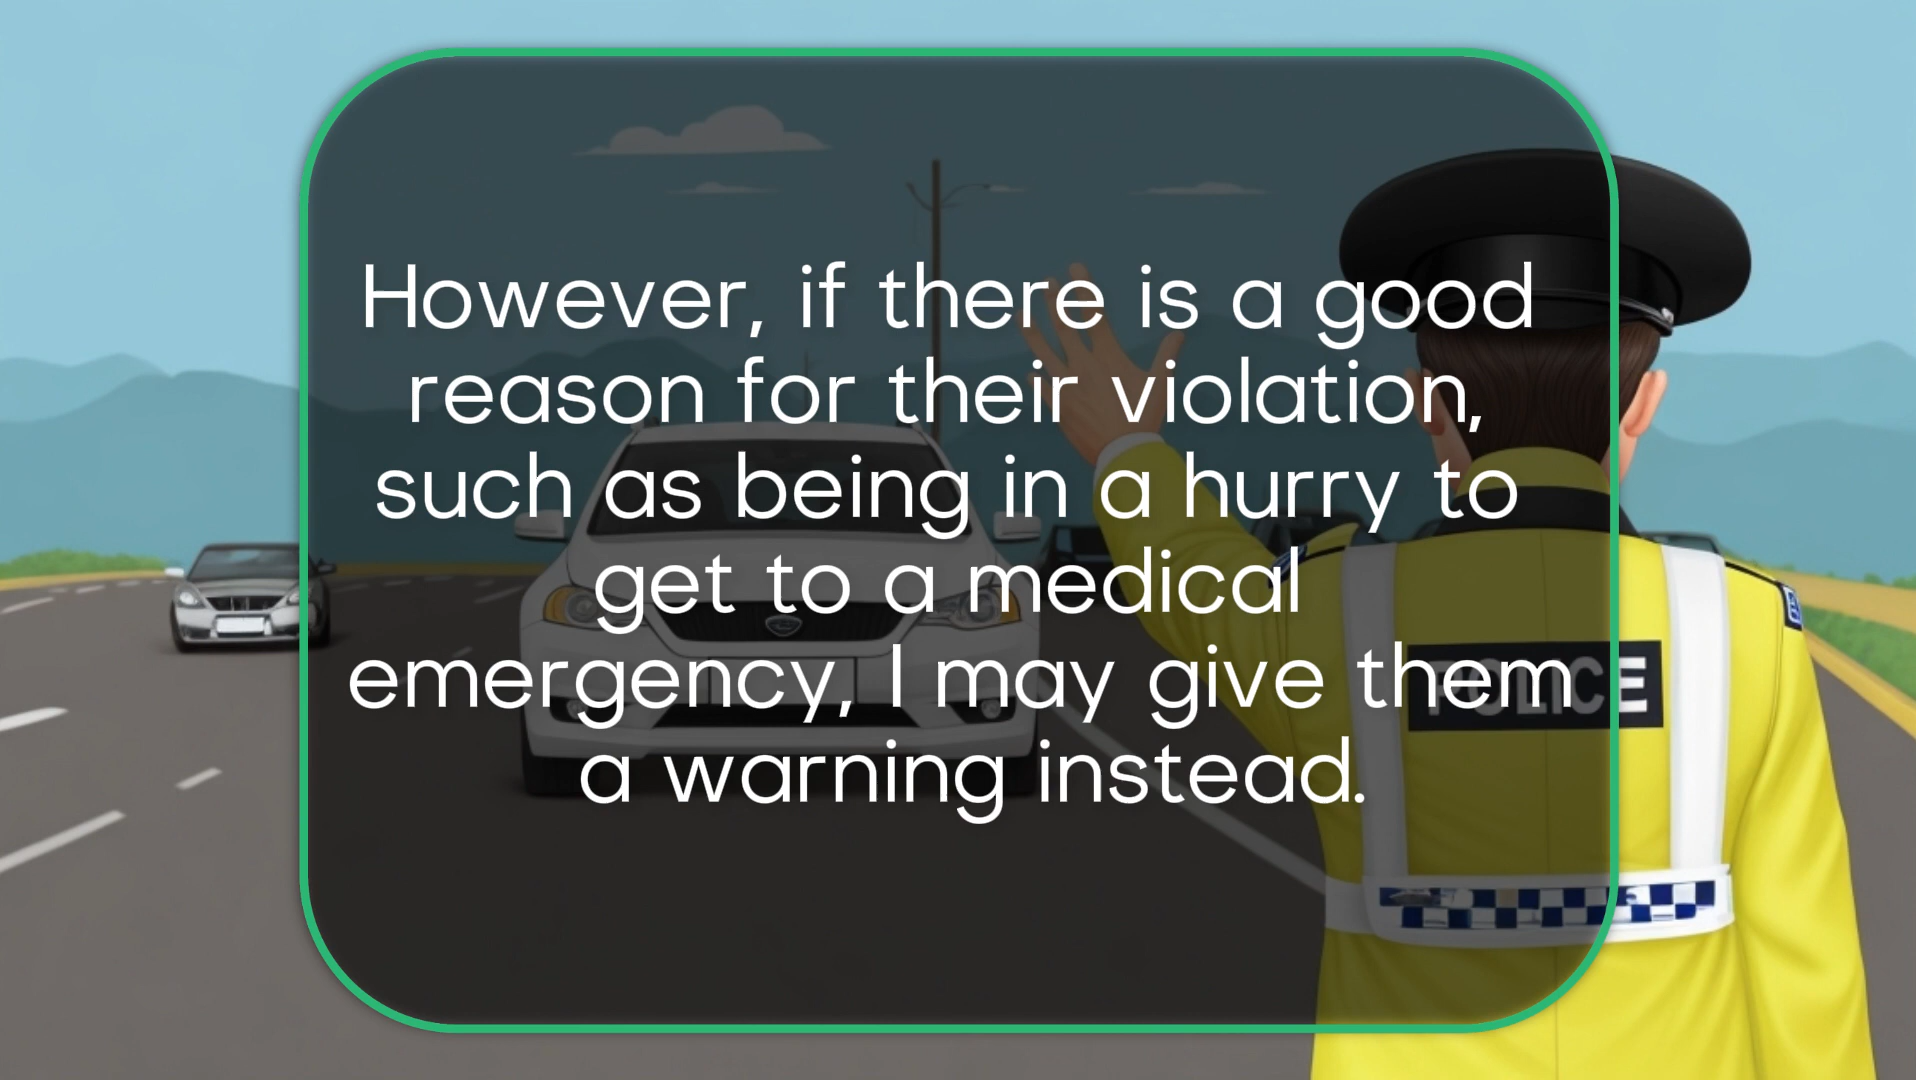 However, if there is a good
reason for their violation,
such as being in a hurry to
get to a medical
emergency, I may give them
a warning instead.
POLICE